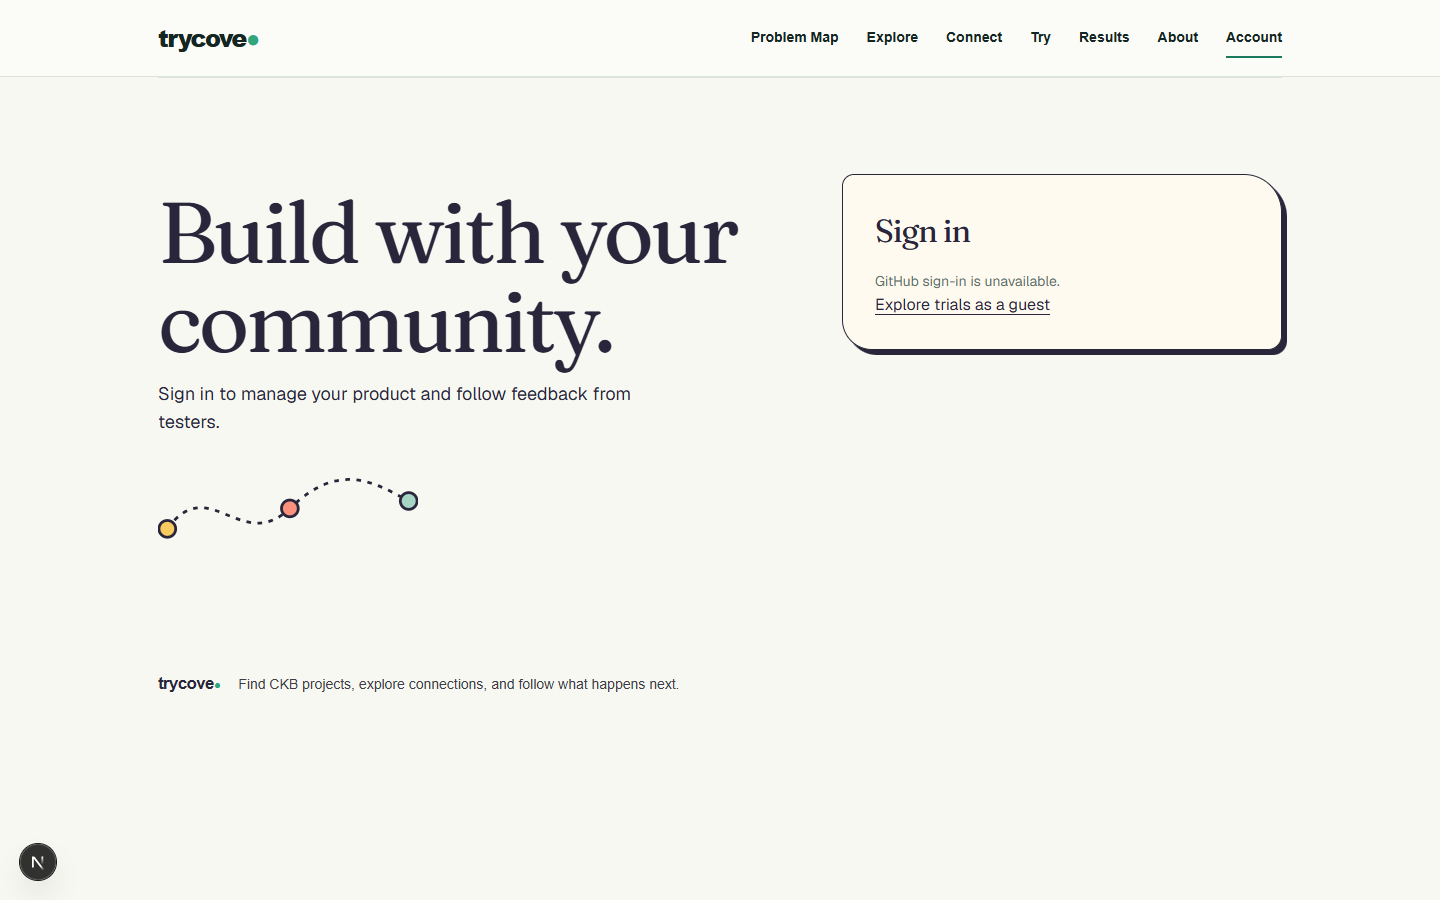 trycove
Problem Map Explore Connect Try Results About Account
Build with your
community.
Sign in to manage your product and follow feedback from
testers.
Sign in
GitHub sign-in is unavailable.
Explore trials as a guest
trycove Find CKB projects, explore connections, and follow what happens next.
N